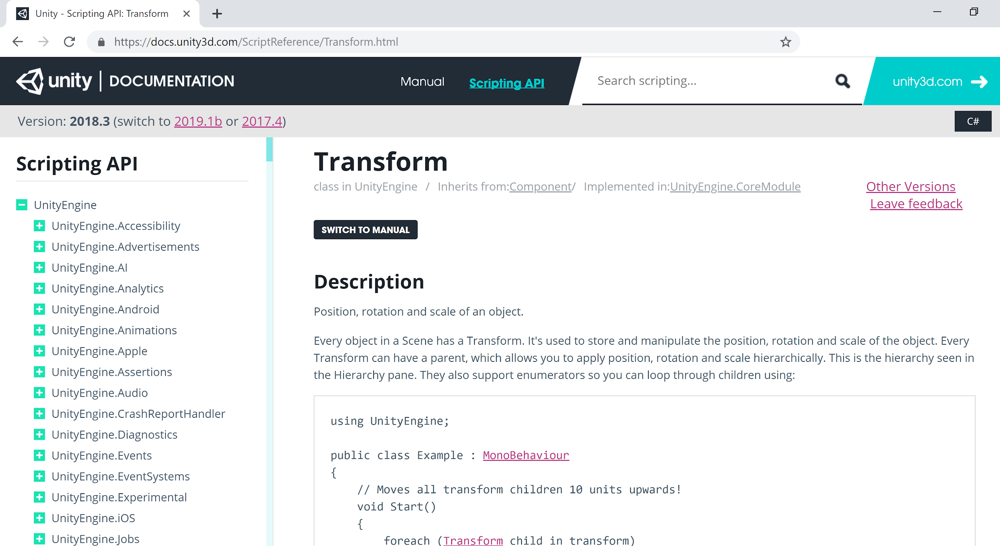 Unity - Scripting API: Transform
https://docs.unity3d.com/ScriptReference/Transform.html
unity | DOCUMENTATION
Manual
Scripting API
Search scripting...
unity3d.com
Version: 2018.3 (switch to 2019.1b or 2017.4)
C#
Scripting API
UnityEngine
UnityEngine.Accessibility
UnityEngine.Advertisements
UnityEngine.AI
UnityEngine.Analytics
UnityEngine.Android
UnityEngine.Animations
UnityEngine.Apple
UnityEngine.Assertions
UnityEngine.Audio
UnityEngine.CrashReportHandler
UnityEngine.Diagnostics
UnityEngine.Events
UnityEngine.EventSystems
UnityEngine.Experimental
UnityEngine.iOS
UnityEngine.Jobs
Transform
class in UnityEngine / Inherits from:Component/ Implemented in:UnityEngine.CoreModule
Other Versions
Leave feedback
SWITCH TO MANUAL
Description
Position, rotation and scale of an object.
Every object in a Scene has a Transform. It's used to store and manipulate the position, rotation and scale of the object. Every
Transform can have a parent, which allows you to apply position, rotation and scale hierarchically. This is the hierarchy seen in
the Hierarchy pane. They also support enumerators so you can loop through children using:
using UnityEngine;
public class Example : MonoBehaviour
{
// Moves all transform children 10 units upwards!
void Start()
{
foreach (Transform child in transform)